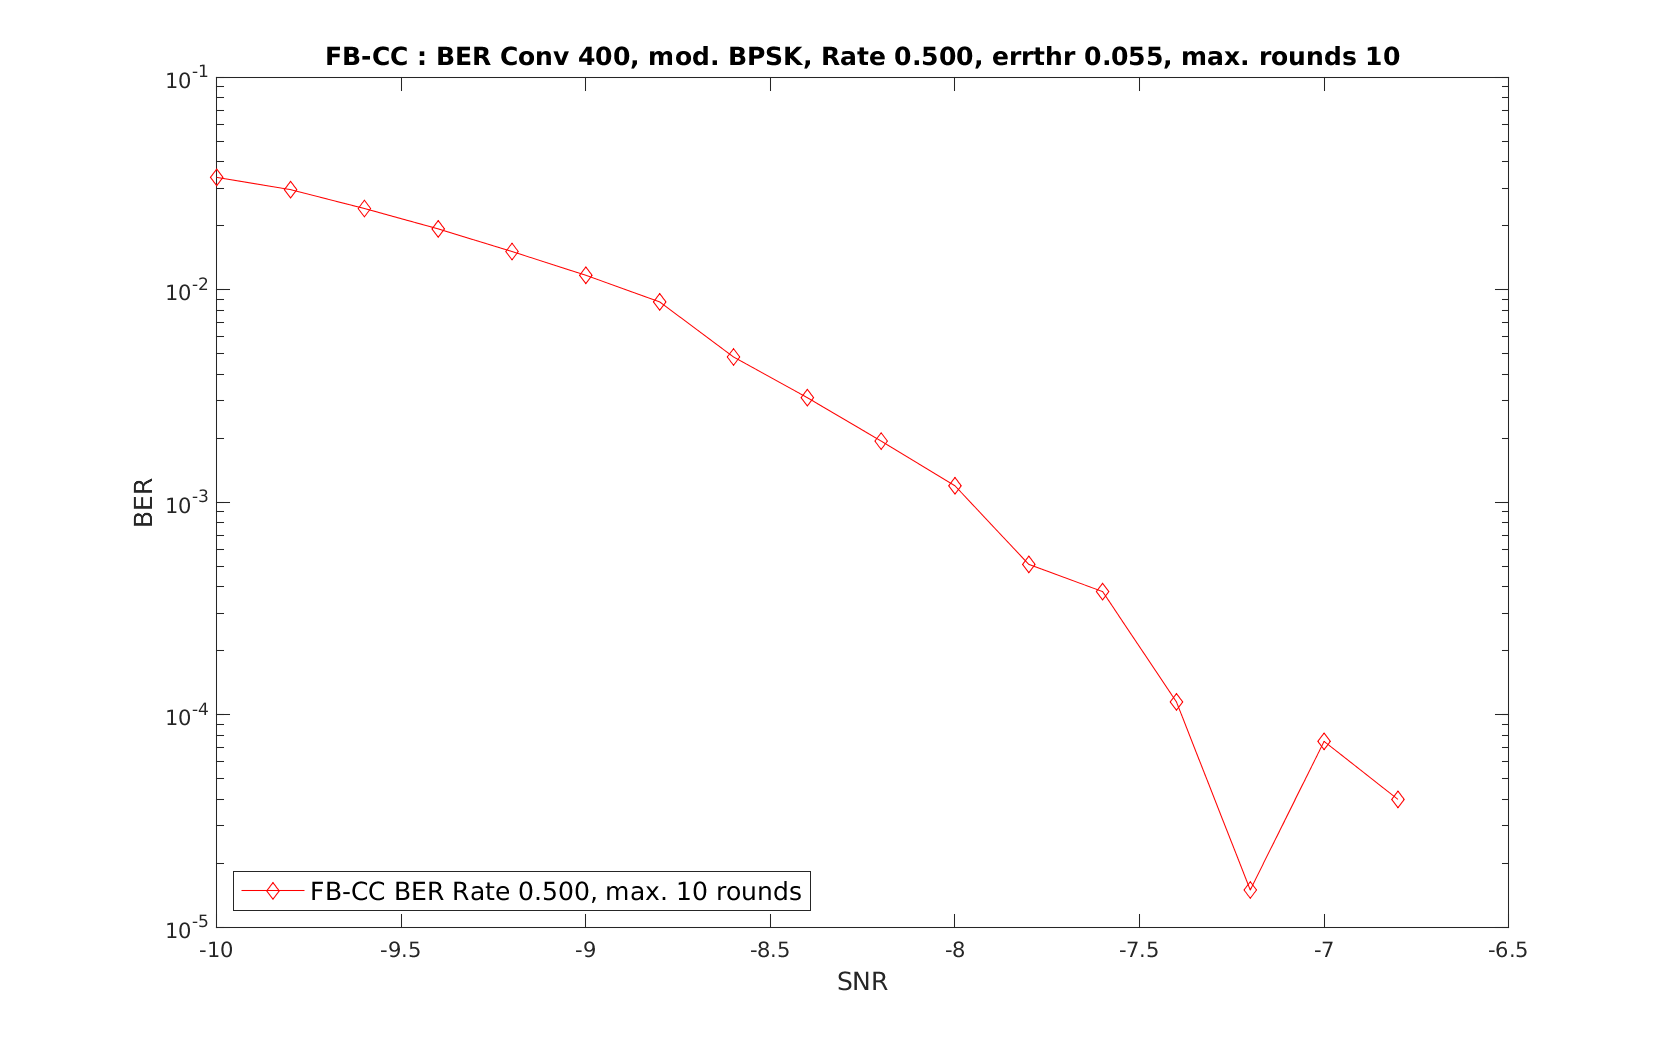 FB-CC : BER Conv 400, mod. BPSK, Rate 0.500, errthr 0.055, max. rounds 10
10^-1
10^-2
10^-3
10^-4
10^-5
BER
FB-CC BER Rate 0.500, max. 10 rounds
-10 -9.5 -9 -8.5 -8 -7.5 -7 -6.5
SNR